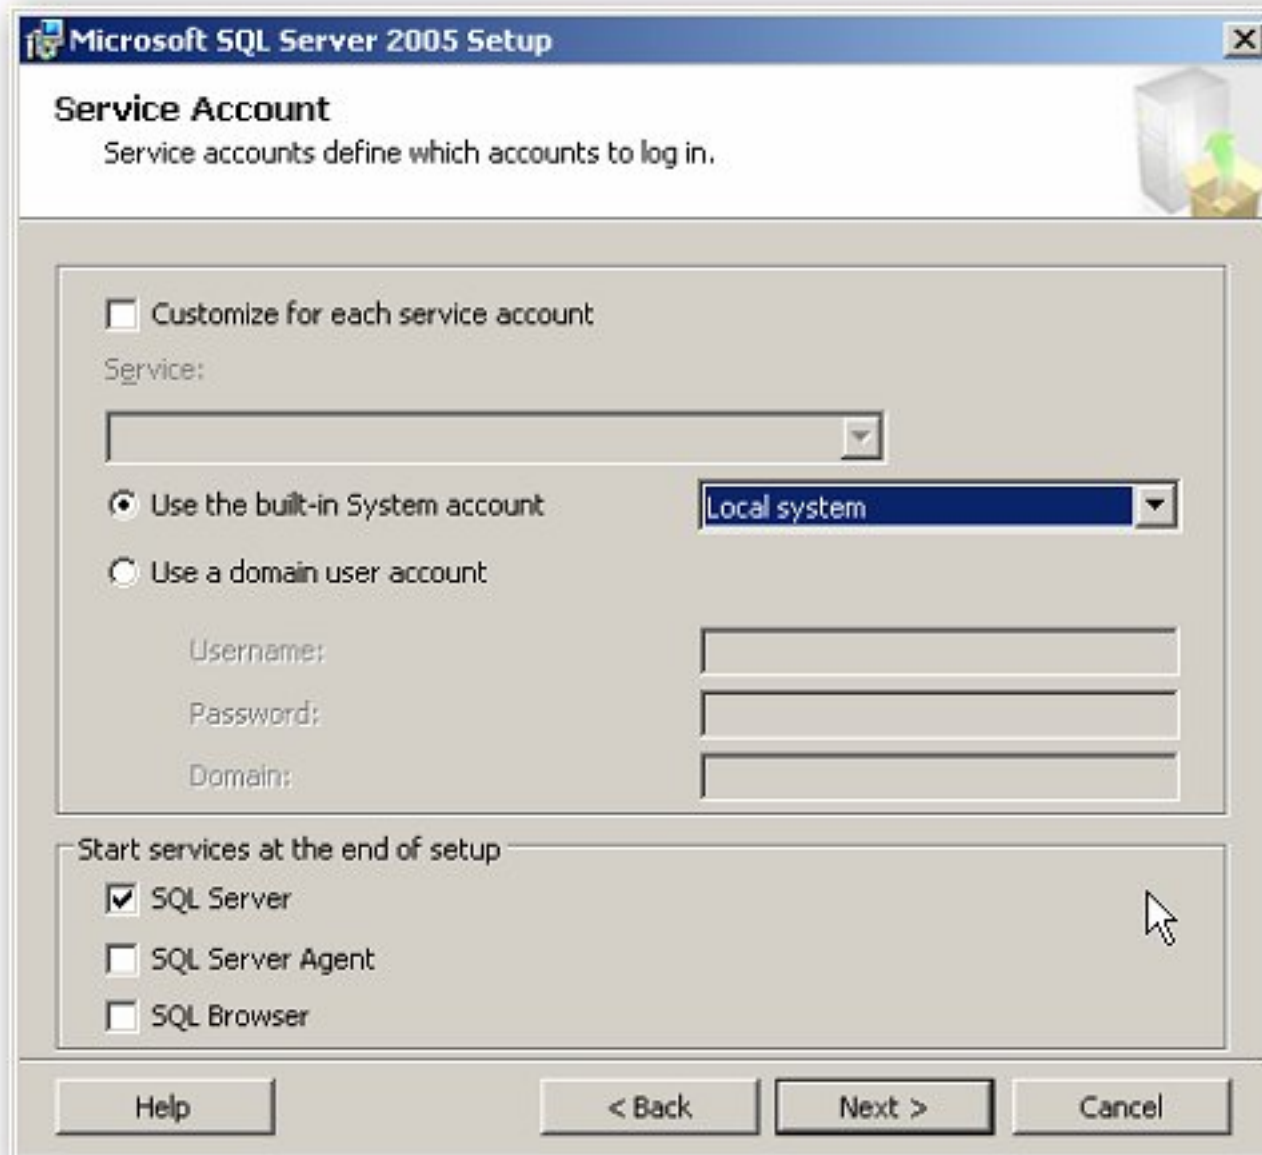 Microsoft SQL Server 2005 Setup
Service Account
Service accounts define which accounts to log in.
Customize for each service account
Service:
Use the built-in System account
Local system
Use a domain user account
Username:
Password:
Domain:
Start services at the end of setup
SQL Server
SQL Server Agent
SQL Browser
Help
< Back
Next >
Cancel